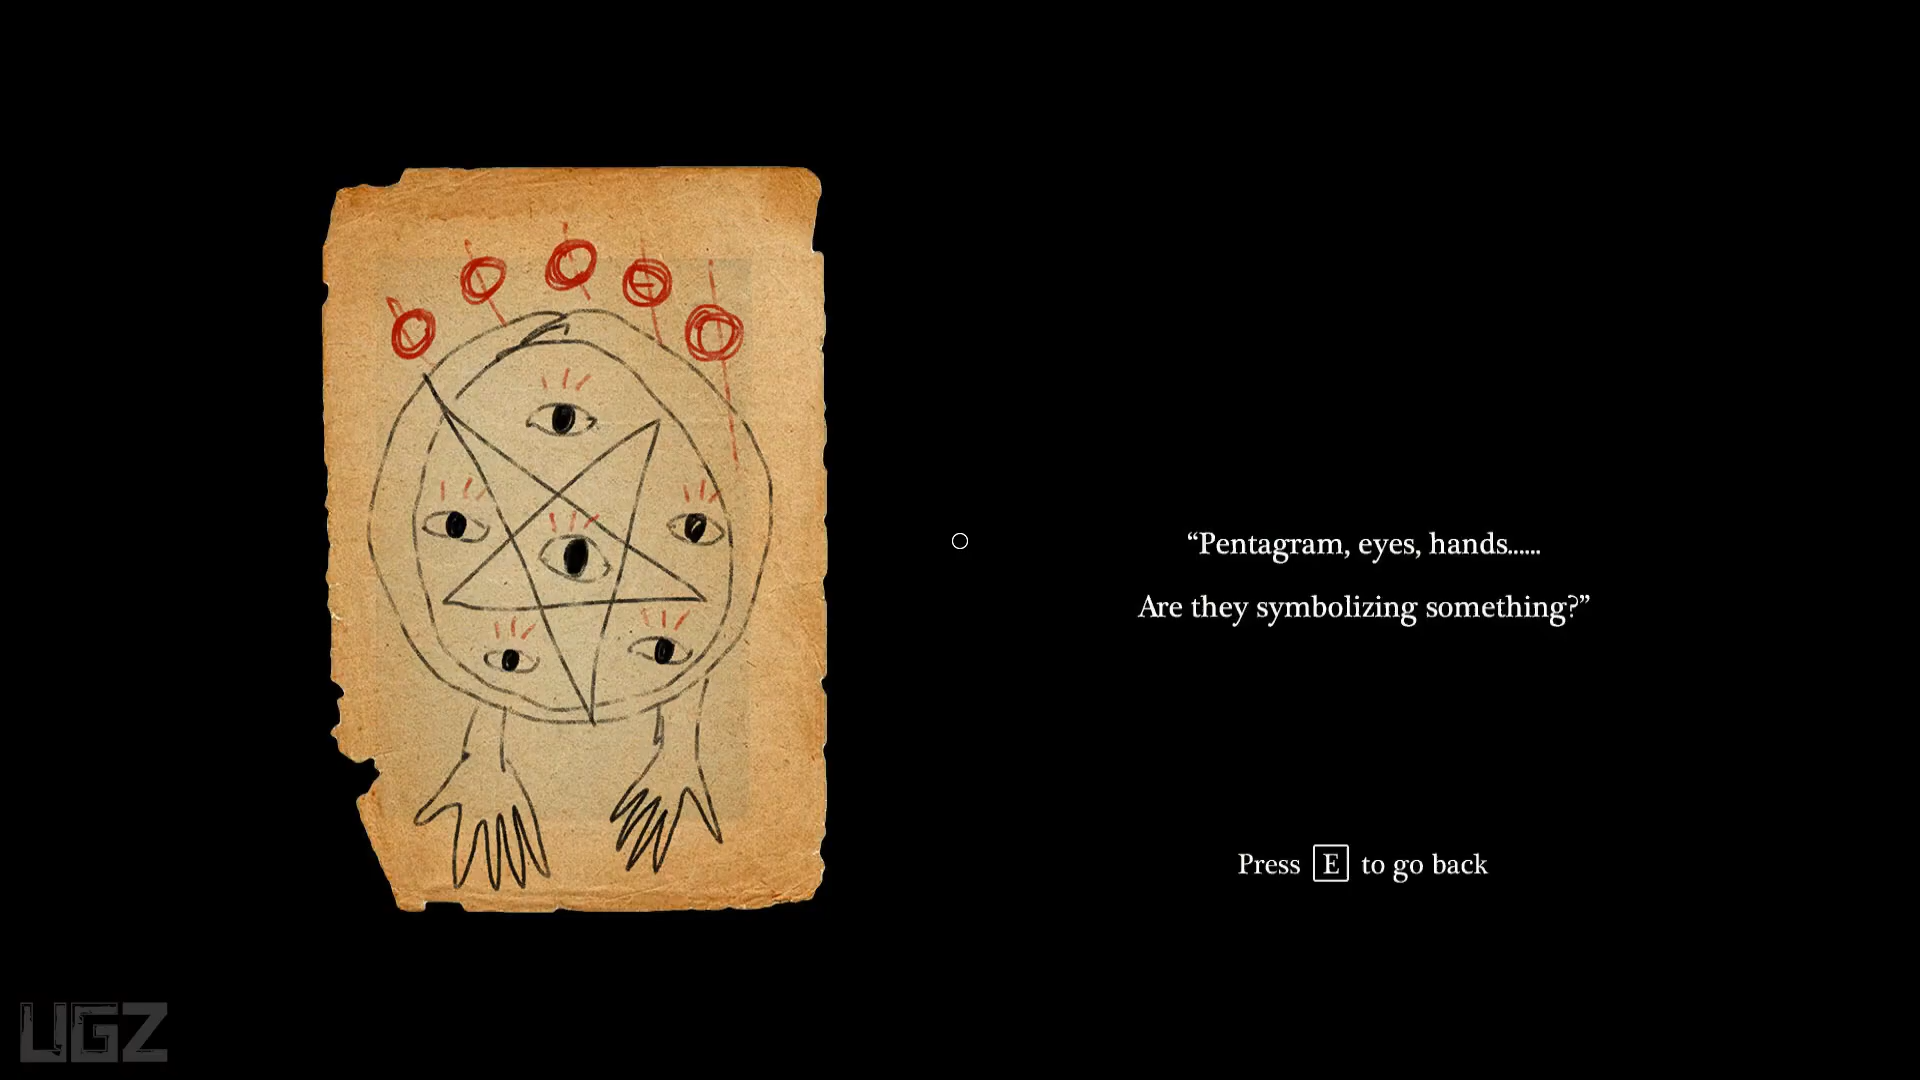 “Pentagram, eyes, hands......
Are they symbolizing something?”
Press E to go back
UGZ